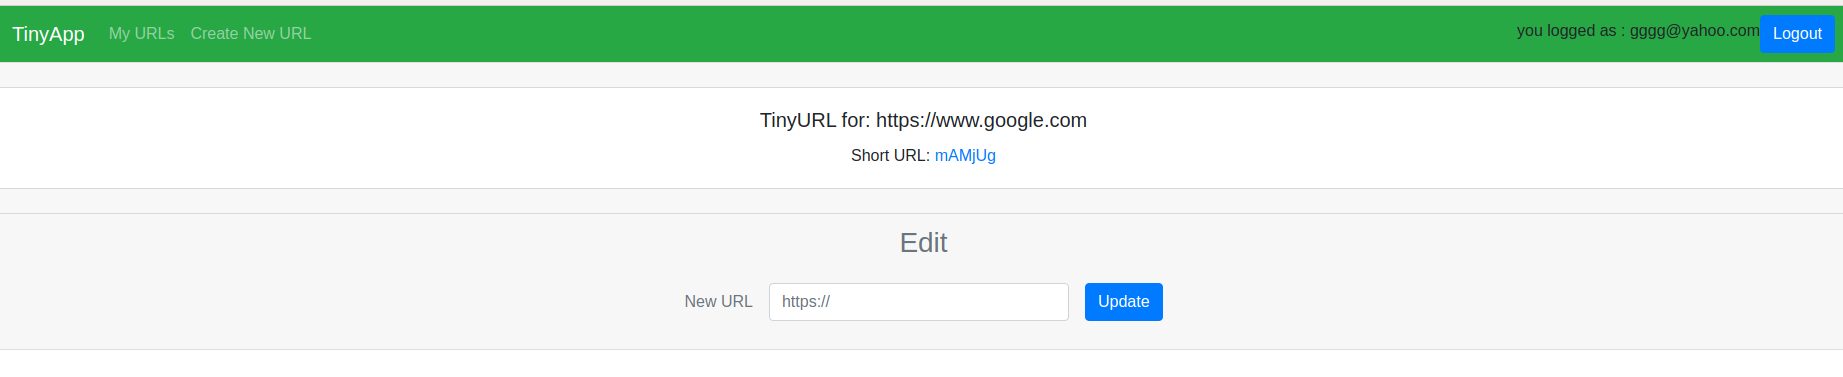 TinyApp My URLs Create New URL you logged as : gggg@yahoo.com Logout
TinyURL for: https://www.google.com
Short URL: mAMjUg
Edit
New URL https:// Update